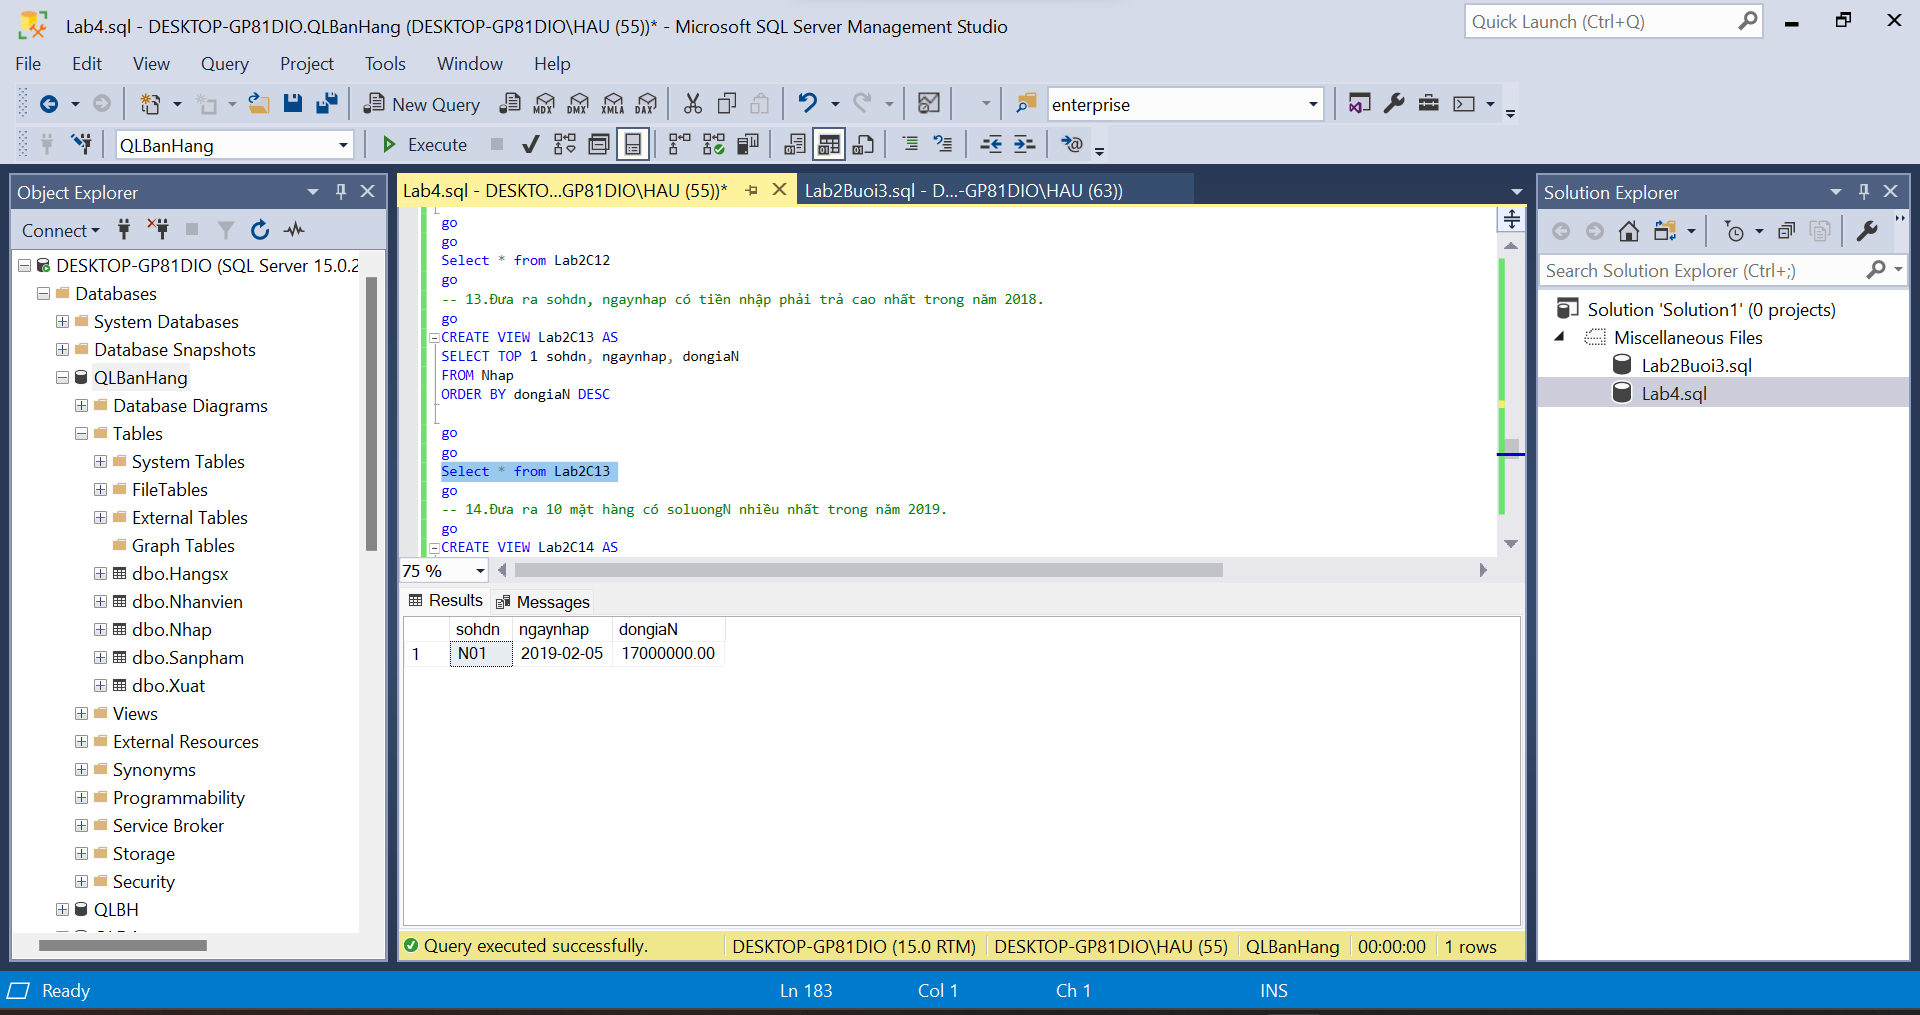 Lab4.sql - DESKTOP-GP81DIO.QLBanHang (DESKTOP-GP81DIO\HAU (55))* - Microsoft SQL Server Management Studio
Quick Launch (Ctrl+Q)
File Edit View Query Project Tools Window Help
New Query MDX DMX XMLA DAX enterprise
QLBanHang Execute
Object Explorer
Connect
DESKTOP-GP81DIO (SQL Server 15.0.2
Databases
System Databases
Database Snapshots
QLBanHang
Database Diagrams
Tables
System Tables
FileTables
External Tables
Graph Tables
dbo.Hangsx
dbo.Nhanvien
dbo.Nhap
dbo.Sanpham
dbo.Xuat
Views
External Resources
Synonyms
Programmability
Service Broker
Storage
Security
QLBH
Lab4.sql - DESKTO...GP81DIO\HAU (55))* Lab2Buoi3.sql - D...-GP81DIO\HAU (63))
go
go
Select * from Lab2C12
go
-- 13.Đưa ra sohdn, ngaynhap có tiền nhập phải trả cao nhất trong năm 2018.
go
CREATE VIEW Lab2C13 AS
SELECT TOP 1 sohdn, ngaynhap, dongiaN
FROM Nhap
ORDER BY dongiaN DESC
go
go
Select * from Lab2C13
go
-- 14.Đưa ra 10 mặt hàng có soluongN nhiều nhất trong năm 2019.
go
CREATE VIEW Lab2C14 AS
75 %
Results Messages
sohdn ngaynhap dongiaN
1 N01 2019-02-05 17000000.00
Query executed successfully. DESKTOP-GP81DIO (15.0 RTM) DESKTOP-GP81DIO\HAU (55) QLBanHang 00:00:00 1 rows
Solution Explorer
Search Solution Explorer (Ctrl+;)
Solution 'Solution1' (0 projects)
Miscellaneous Files
Lab2Buoi3.sql
Lab4.sql
Ready Ln 183 Col 1 Ch 1 INS